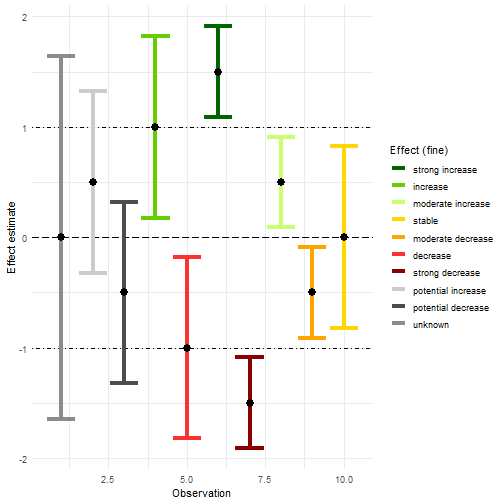 2
1
0
-1
-2
Effect estimate
2.5
5.0
7.5
10.0
Observation
Effect (fine)
strong increase
increase
moderate increase
stable
moderate decrease
decrease
strong decrease
potential increase
potential decrease
unknown